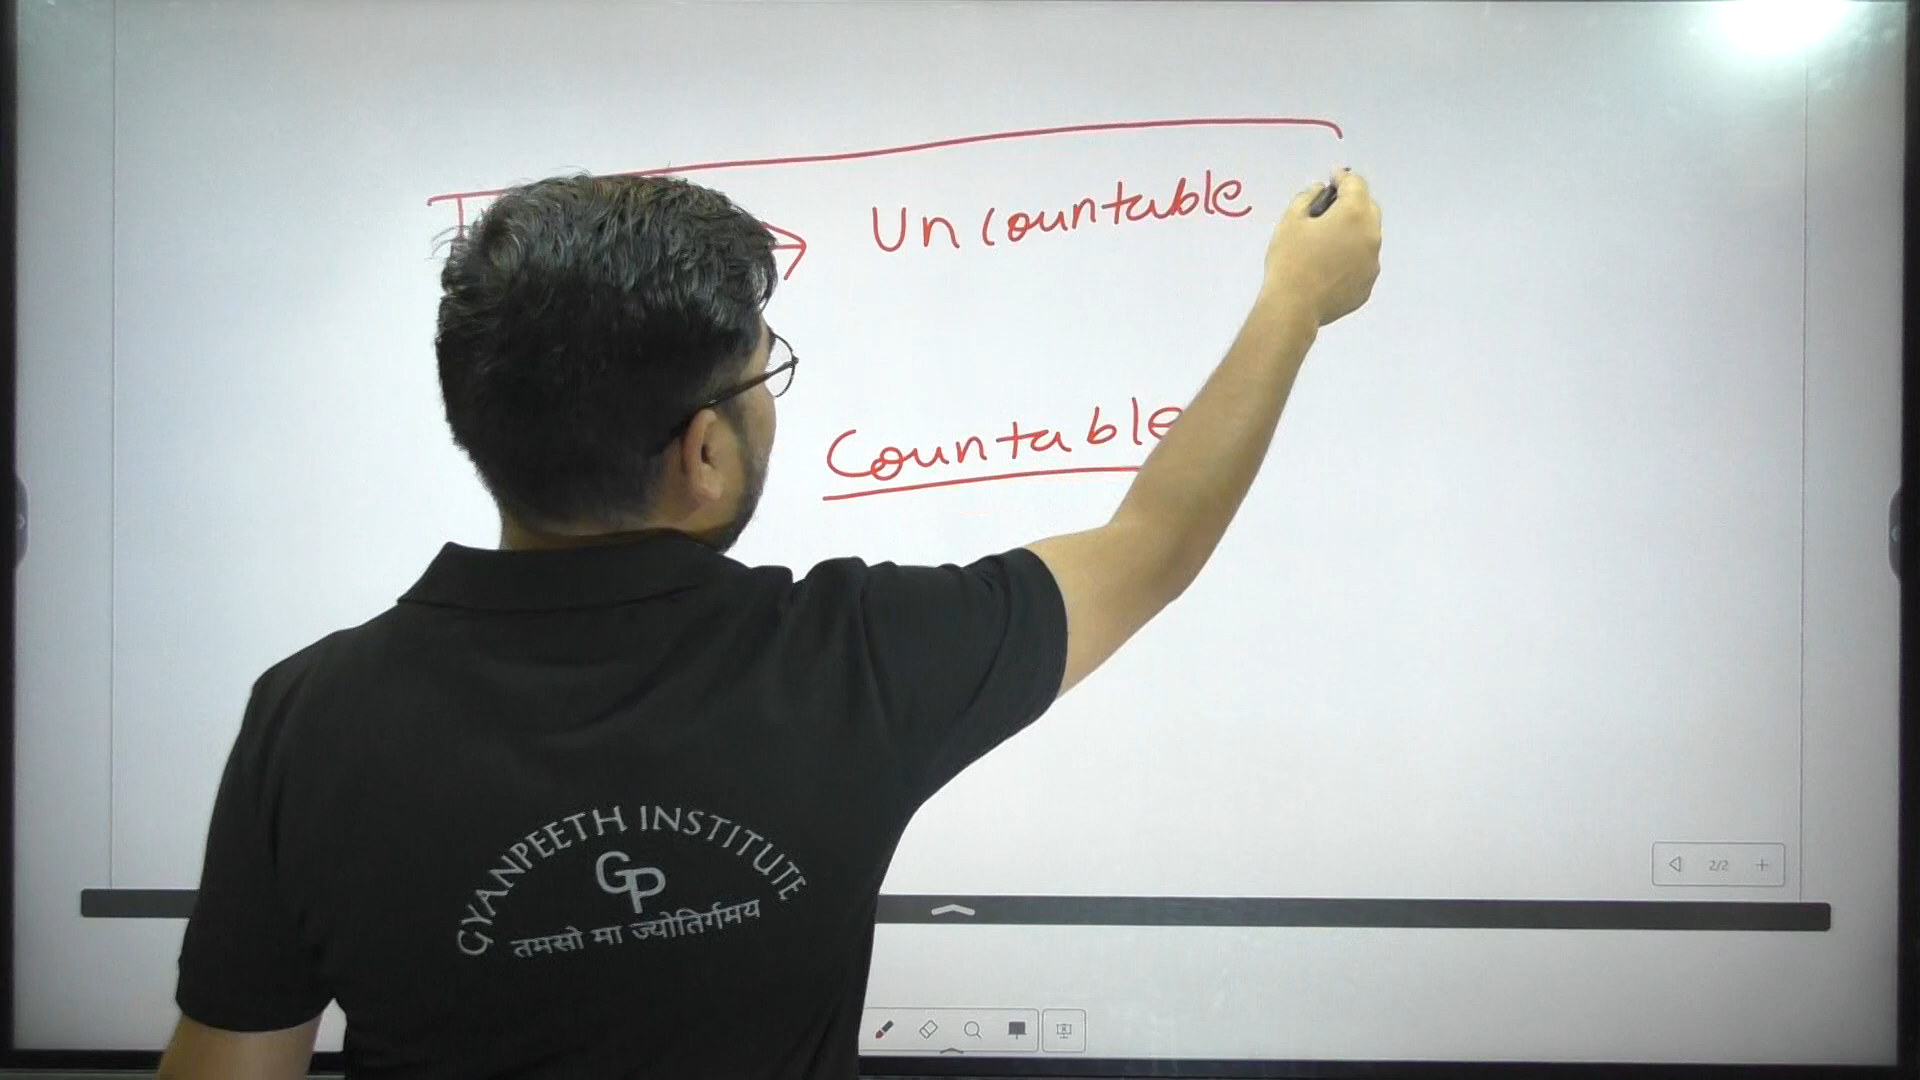 Uncountable
Countable
2/2
GYANPEETH INSTITUTE
GP
तमसो मा ज्योतिर्गमय